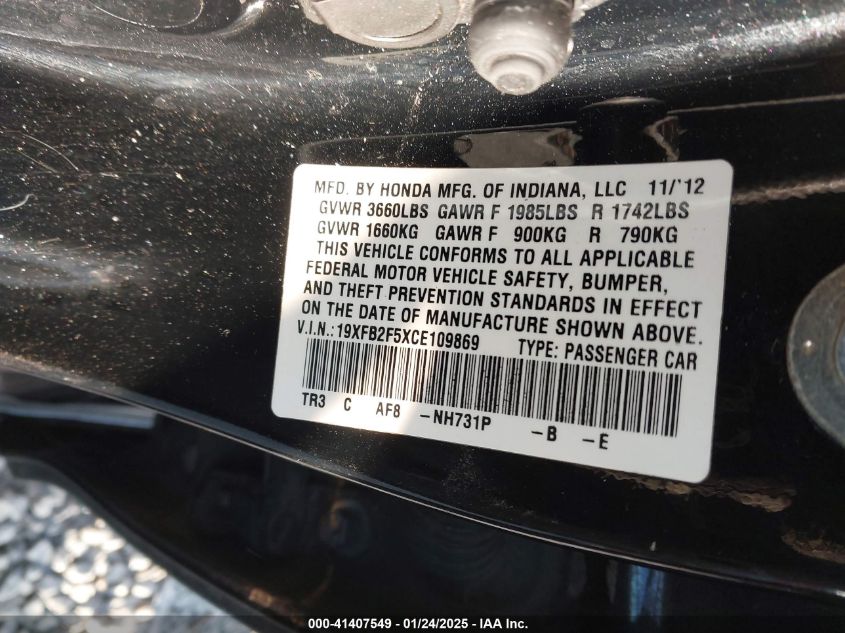 MFD. BY HONDA MFG. OF INDIANA, LLC 11/'12
GVWR 3660LBS GAWR F 1985LBS R 1742LBS
GVWR 1660KG GAWR F 900KG R 790KG
THIS VEHICLE CONFORMS TO ALL APPLICABLE
FEDERAL MOTOR VEHICLE SAFETY, BUMPER,
AND THEFT PREVENTION STANDARDS IN EFFECT
ON THE DATE OF MANUFACTURE SHOWN ABOVE.
V.I.N.:19XFB2F5XCE109869 TYPE: PASSENGER CAR
TR3 C AF8 -NH731P -B -E
000-41407549 - 01/24/2025 - IAA Inc.